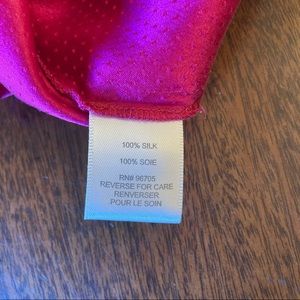 100% SILK
100% SOIE
RN# 96705
REVERSE FOR CARE
RENVERSER
POUR LE SOIN